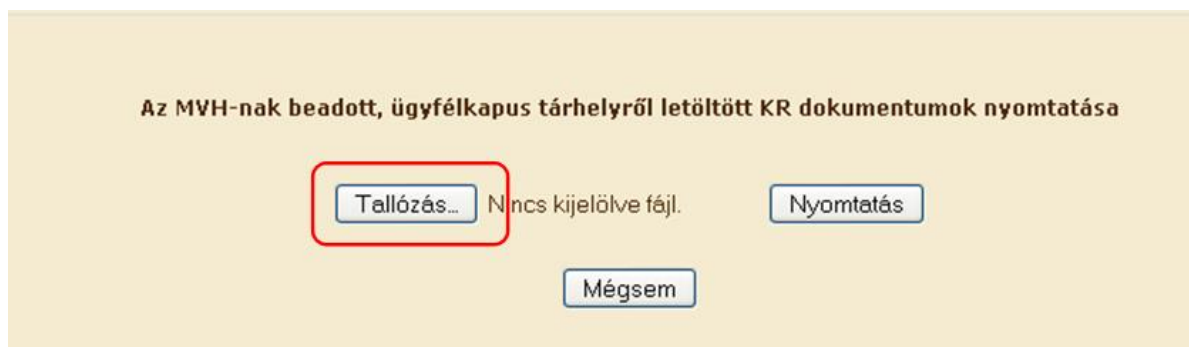 Az MVH-nak beadott, ügyfélkapus tárhelyről letöltött KR dokumentumok nyomtatása
Tallózás... Nincs kijelölve fájl. Nyomtatás
Mégsem